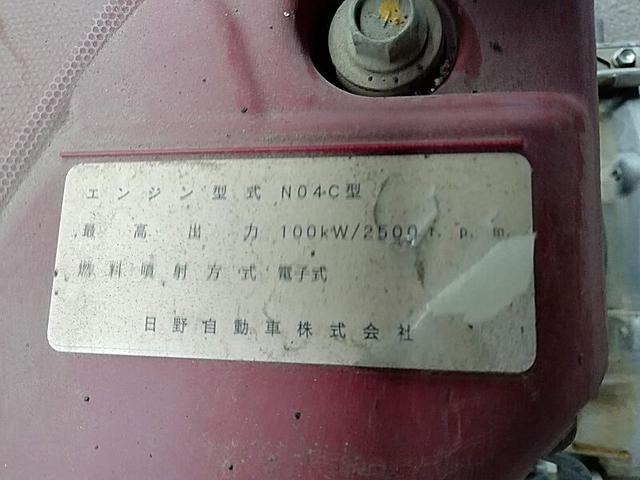 エンジン型式 N04C型
最高出力 100kW/2500r.p.m.
燃料噴射方式 電子式
日野自動車株式会社